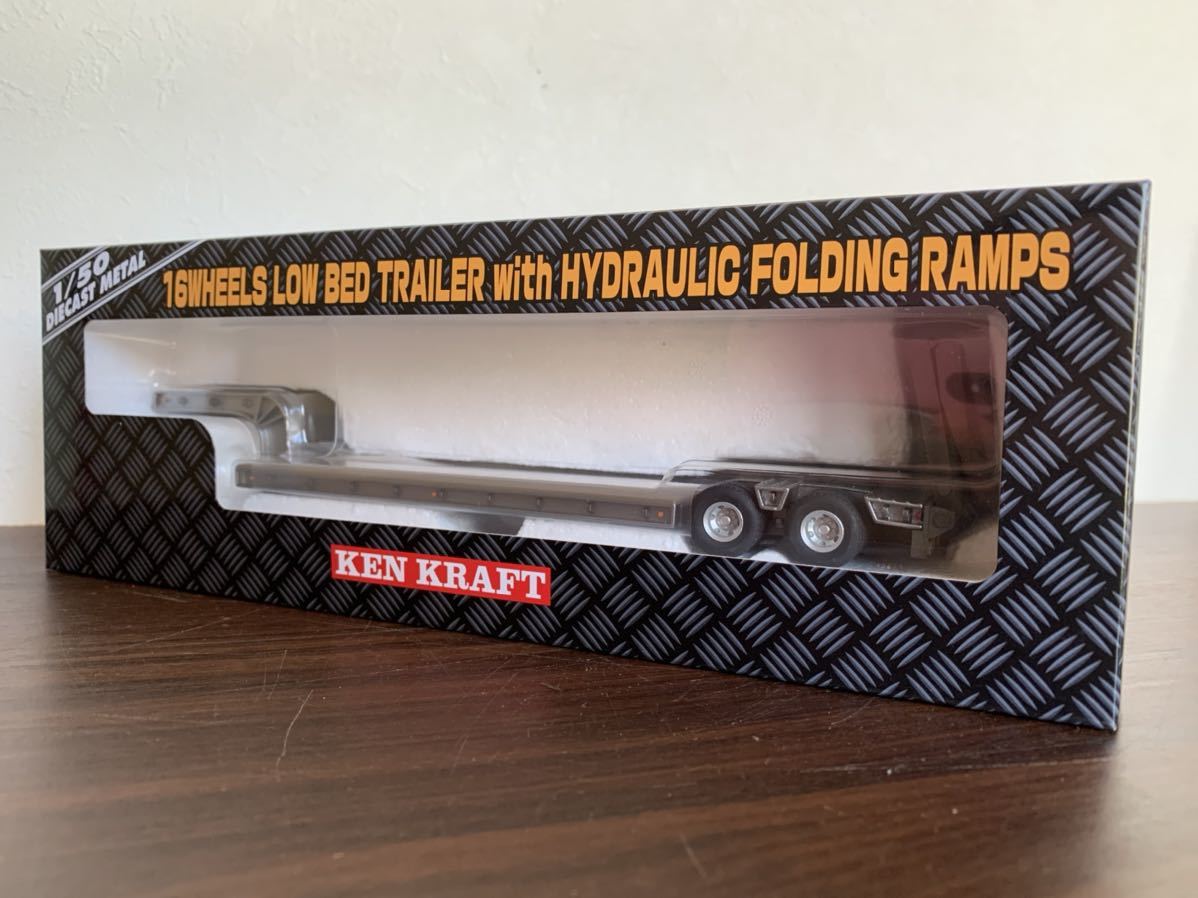 1/50
DIECAST METAL
16WHEELS LOW BED TRAILER with HYDRAULIC FOLDING RAMPS
KEN KRAFT